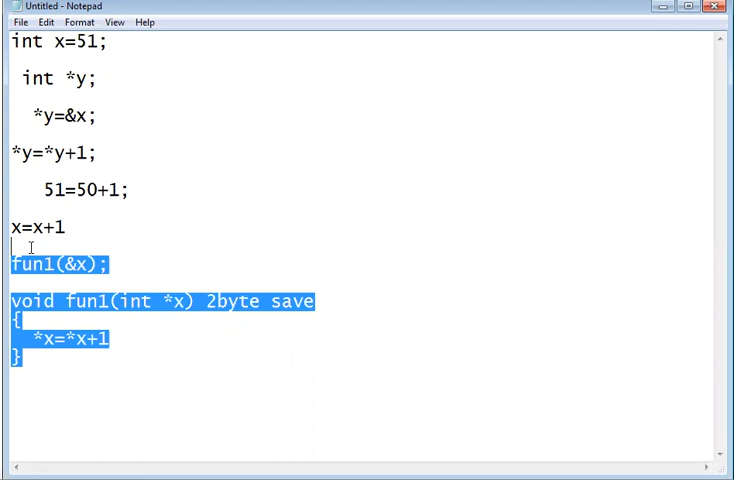 Untitled - Notepad
File Edit Format View Help
int x=51;
int *y;
*y=&x;
*y=*y+1;
51=50+1;
x=x+1
fun1(&x);
void fun1(int *x) 2byte save
{
*x=*x+1
}